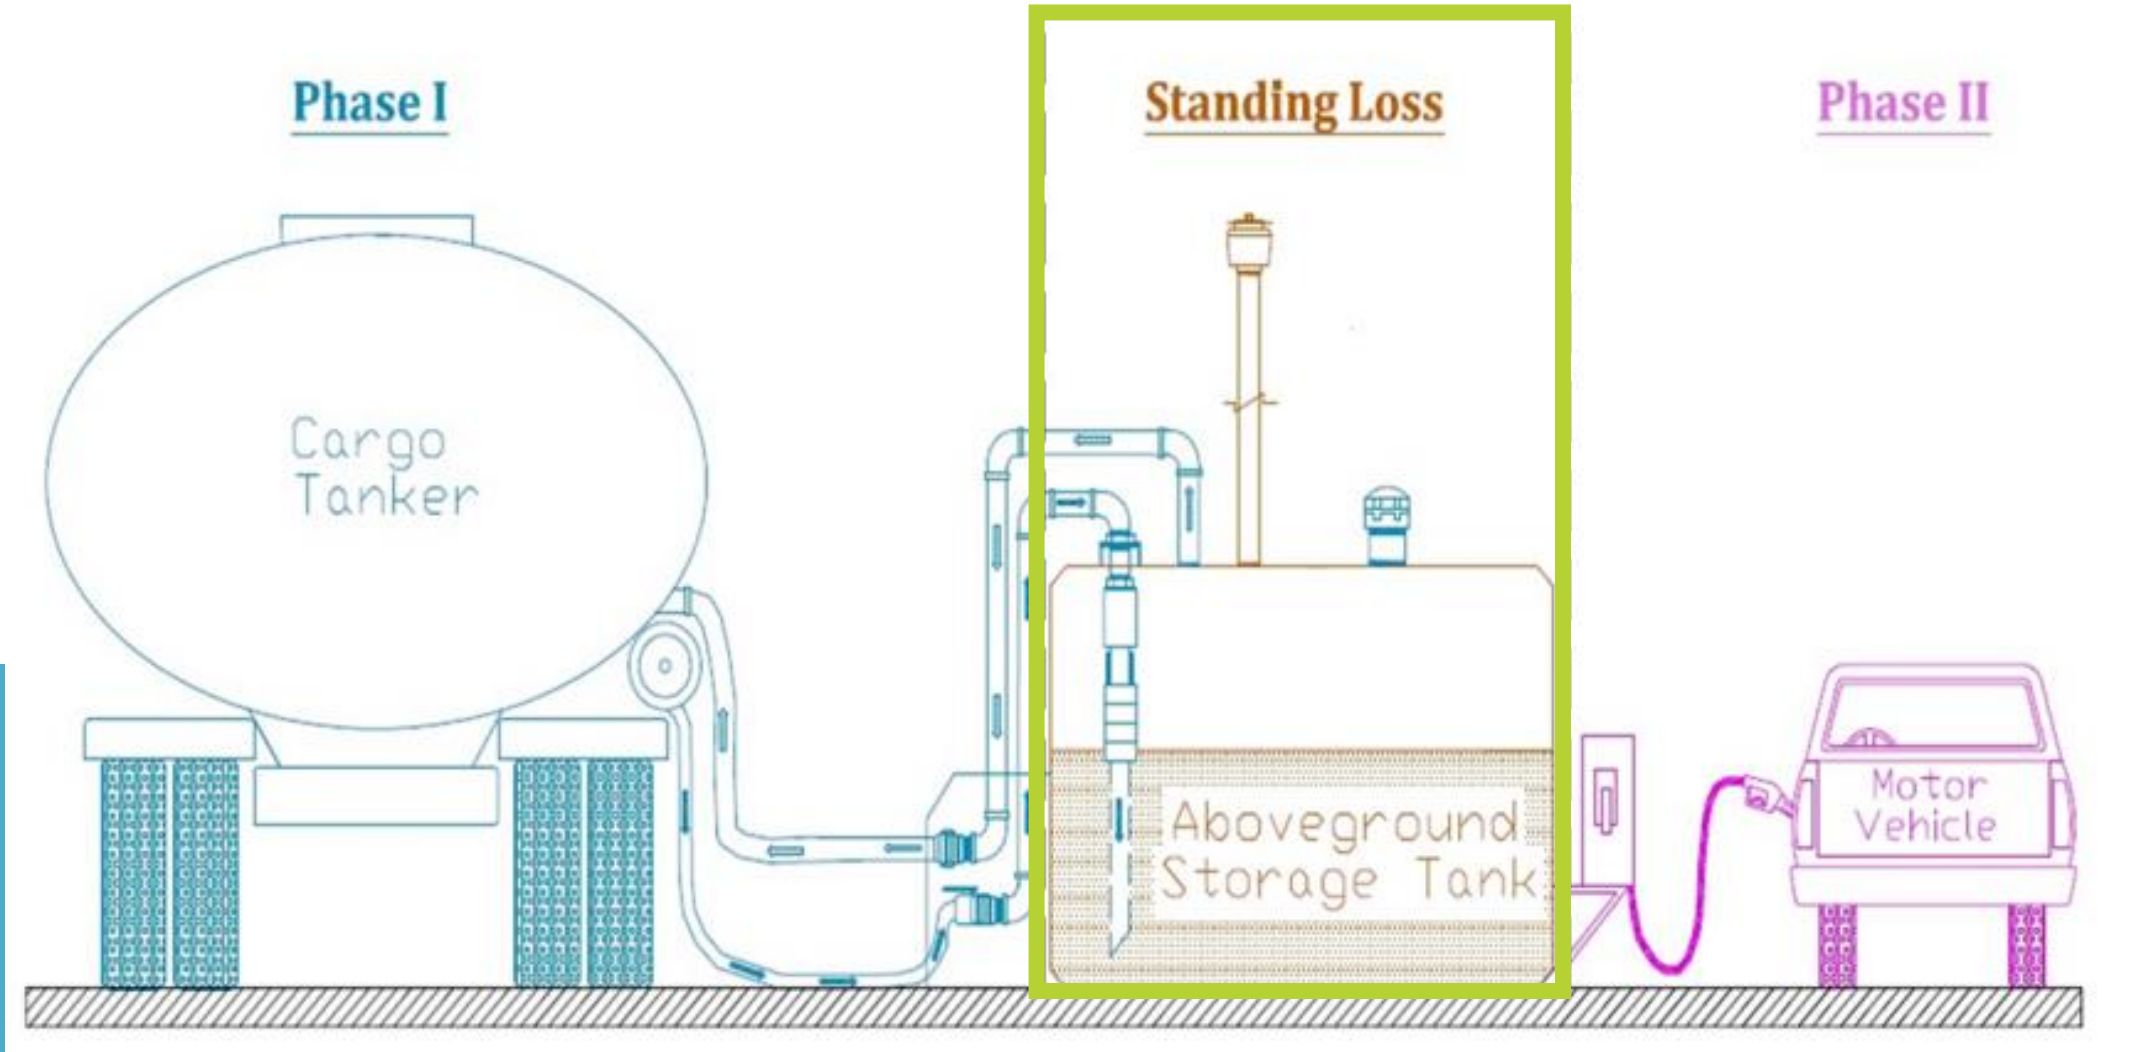 Phase I
Standing Loss
Phase II
Cargo
Tanker
Motor
Vehicle
Aboveground
Storage Tank